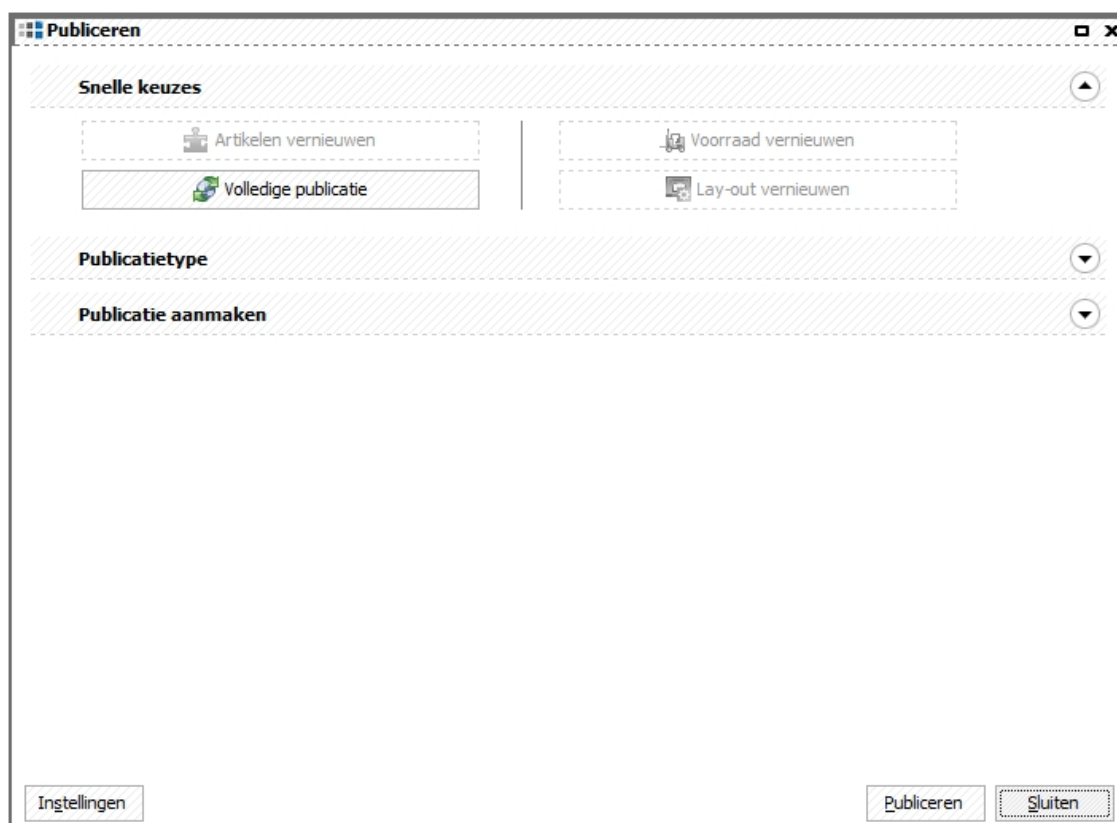 Publiceren
Snelle keuzes
Artikelen vernieuwen
Voorraad vernieuwen
Volledige publicatie
Lay-out vernieuwen
Publicatietype
Publicatie aanmaken
Instellingen
Publiceren
Sluiten